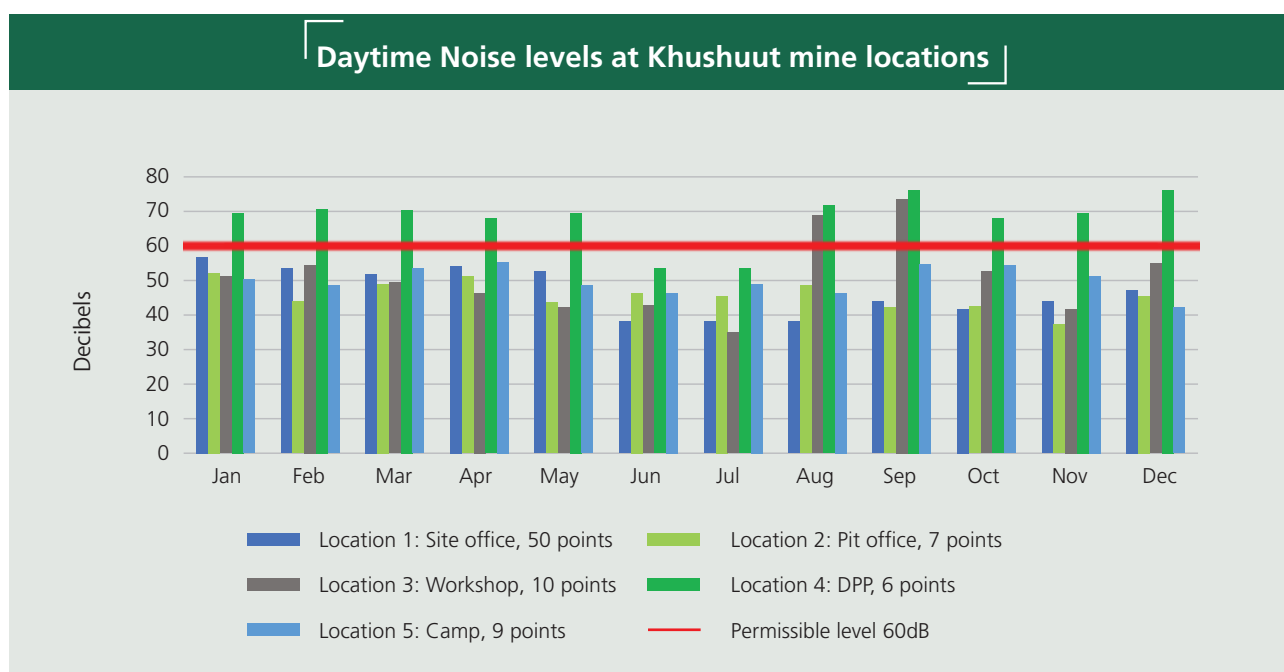 Daytime Noise levels at Khushuut mine locations
Decibels
80
70
60
50
40
30
20
10
0
Jan Feb Mar Apr May Jun Jul Aug Sep Oct Nov Dec
Location 1: Site office, 50 points Location 2: Pit office, 7 points
Location 3: Workshop, 10 points Location 4: DPP, 6 points
Location 5: Camp, 9 points Permissible level 60dB